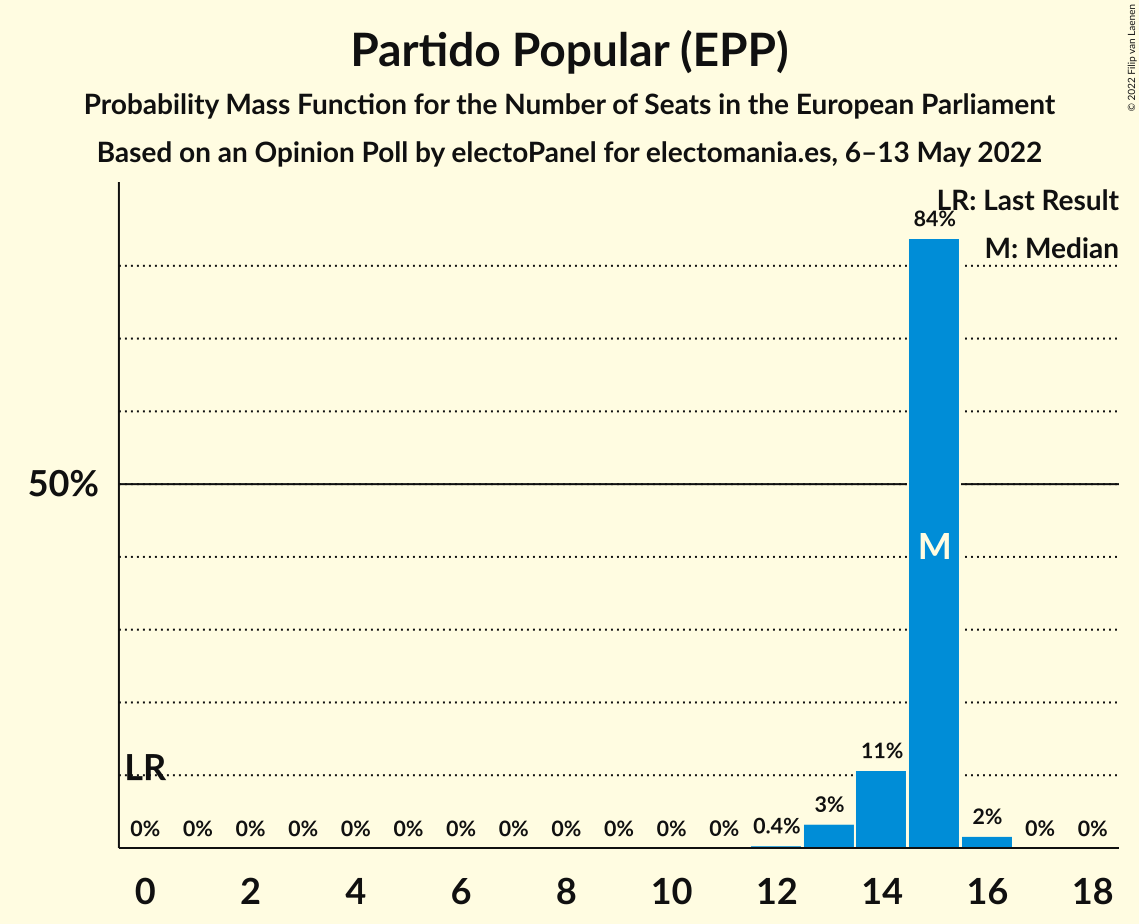 Partido Popular (EPP)
Probability Mass Function for the Number of Seats in the European Parliament
Based on an Opinion Poll by electoPanel for electomania.es, 6–13 May 2022
© 2022 Filip van Laenen
LR: Last Result
M: Median
84%
50%
M
LR
11%
3%
2%
0% 0% 0% 0% 0% 0% 0% 0% 0% 0% 0% 0% 0.4% 0% 0%
0 2 4 6 8 10 12 14 16 18